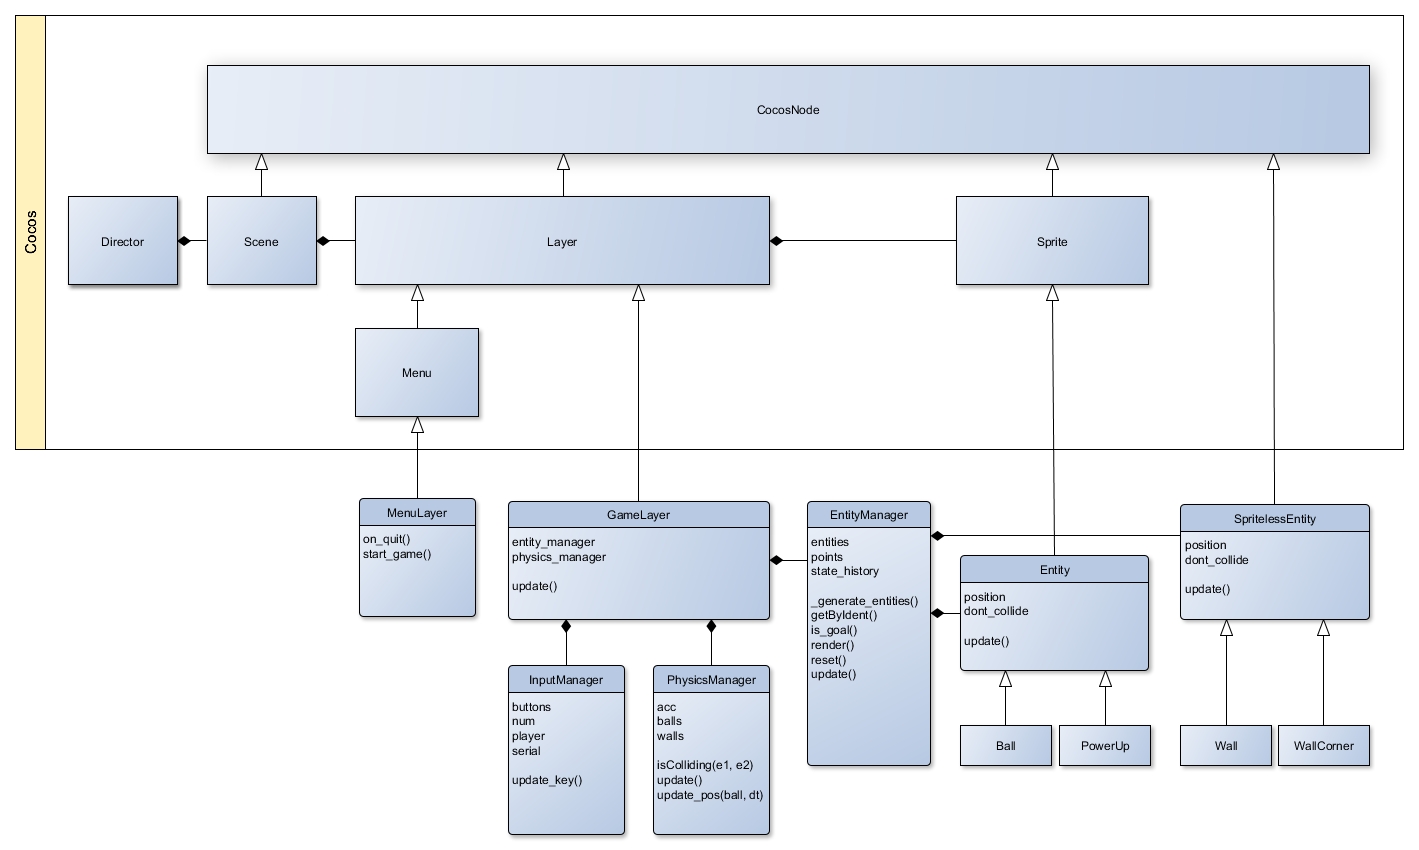 Cocos
CocosNode
Director
Scene
Layer
Sprite
Menu
MenuLayer
on_quit()
start_game()
GameLayer
entity_manager
physics_manager
update()
EntityManager
entities
points
state_history
_generate_entities()
getByIdent()
is_goal()
render()
reset()
update()
SpritelessEntity
position
dont_collide
update()
Entity
position
dont_collide
update()
InputManager
buttons
num
player
serial
update_key()
PhysicsManager
acc
balls
walls
isColliding(e1, e2)
update()
update_pos(ball, dt)
Ball
PowerUp
Wall
WallCorner